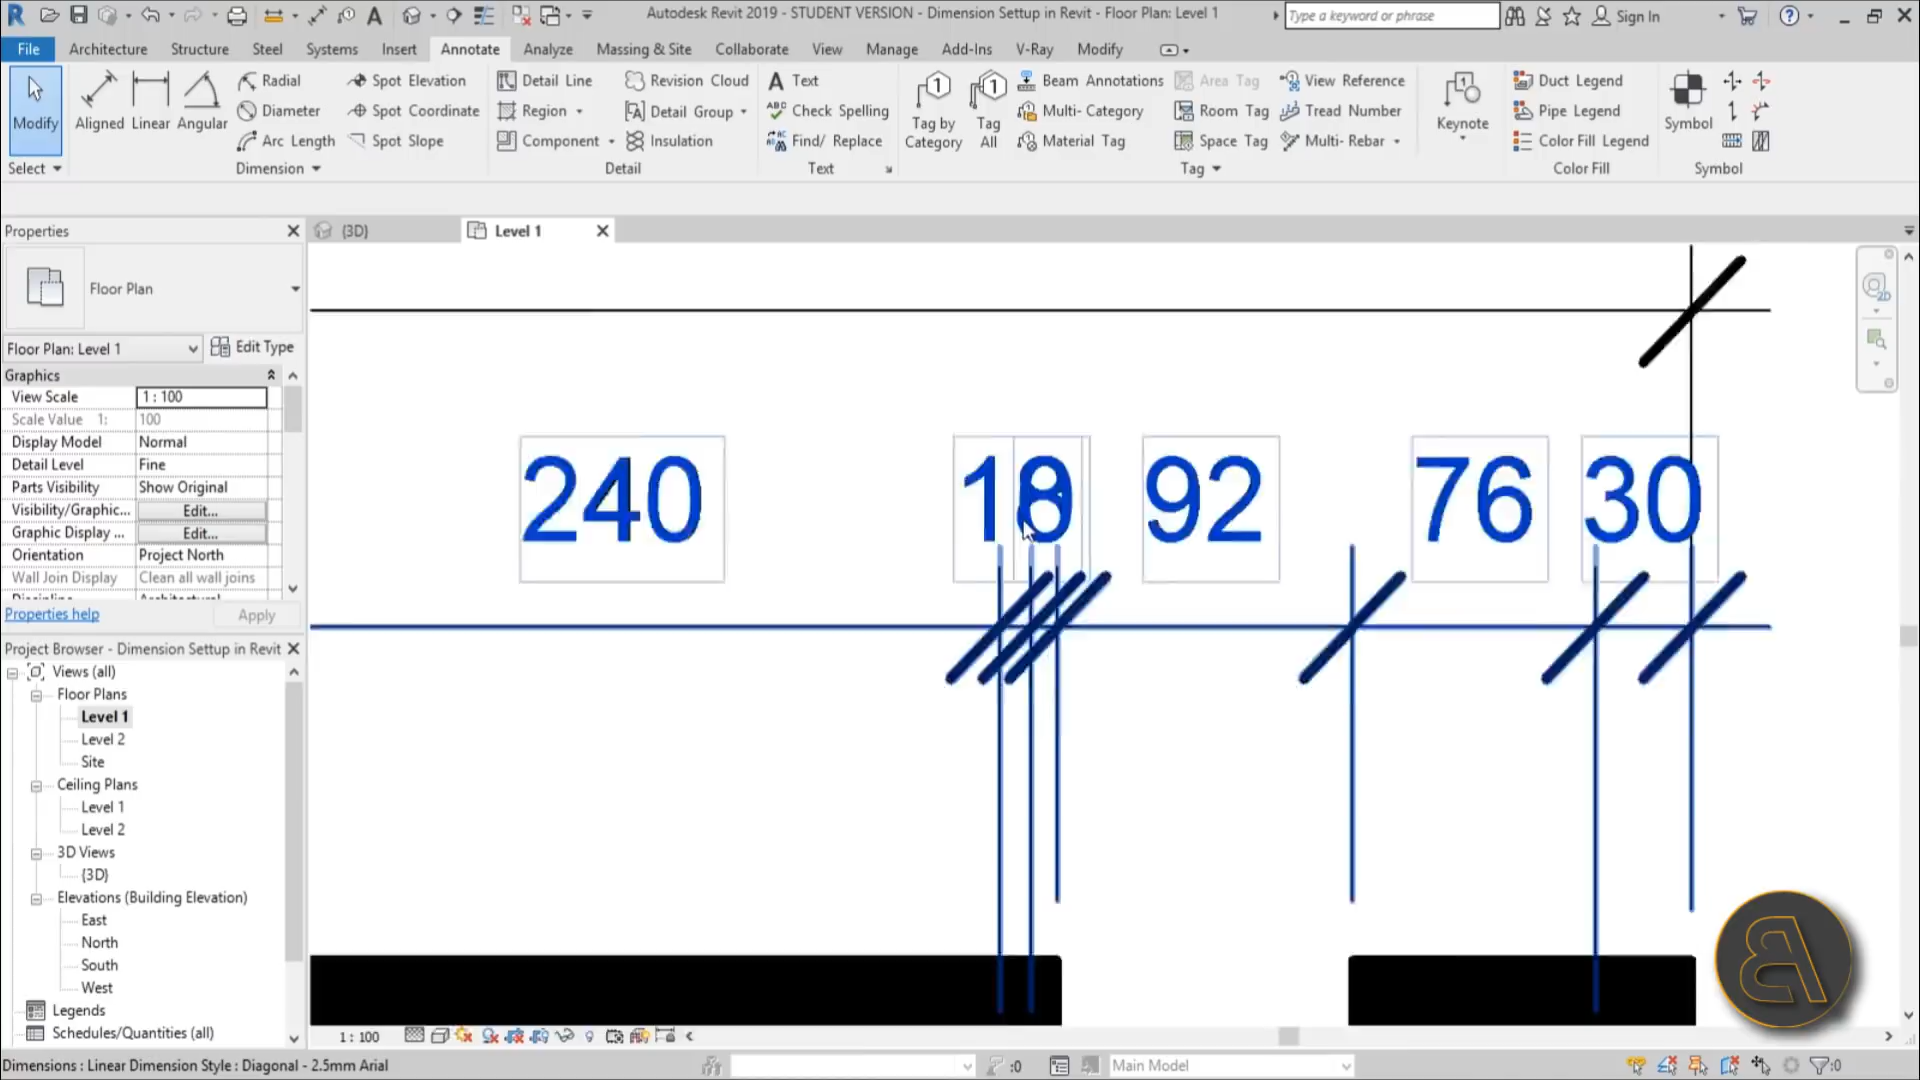 Autodesk Revit 2019 - STUDENT VERSION - Dimension Settup in Revit - Floor Plan: Level 1
Type a keyword or phrase
Sign In
File Architecture Structure Steel Systems Insert Annotate Analyze Massing & Site Collaborate View Manage Add-Ins V-Ray Modify
Modify
Select
Aligned Linear Angular
Radial
Diameter
Arc Length
Spot Elevation
Spot Coordinate
Spot Slope
Dimension
Detail Line
Region
Component
Revision Cloud
Detail Group
Insulation
Detail
Text
Check Spelling
Find/ Replace
Text
Tag by Category
Tag All
Beam Annotations
Multi- Category
Material Tag
Area Tag
Room Tag
Space Tag
View Reference
Tread Number
Multi- Rebar
Tag
Keynote
Duct Legend
Pipe Legend
Color Fill Legend
Color Fill
Symbol
Symbol
Properties
Floor Plan
Floor Plan: Level 1
Edit Type
Graphics
View Scale 1 : 100
Scale Value 1: 100
Display Model Normal
Detail Level Fine
Parts Visibility Show Original
Visibility/Graphic... Edit...
Graphic Display ... Edit...
Orientation Project North
Wall Join Display Clean all wall joins
Properties help
Apply
Project Browser - Dimension Settup in Revit
Views (all)
Floor Plans
Level 1
Level 2
Site
Ceiling Plans
Level 1
Level 2
3D Views
{3D}
Elevations (Building Elevation)
East
North
South
West
Legends
Schedules/Quantities (all)
{3D}
Level 1
2D
240 92 76 30
1 : 100
Dimensions : Linear Dimension Style : Diagonal - 2.5mm Arial
:0
Main Model
:0